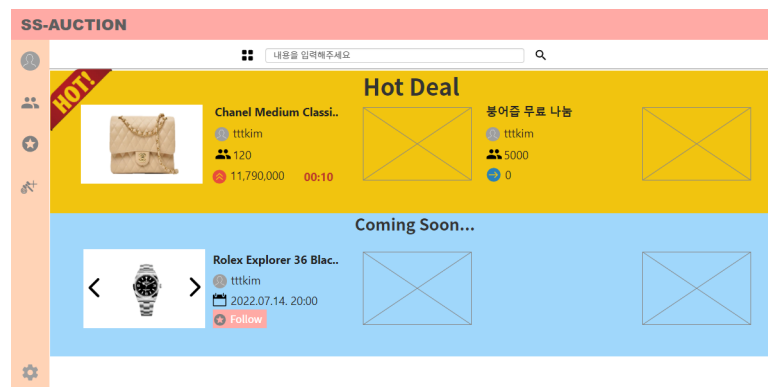 SS-AUCTION
내용을 입력해주세요
HOT!
Hot Deal
Chanel Medium Classi..
tttkim
120
11,790,000 00:10
붕어즙 무료 나눔
tttkim
5000
0
Coming Soon...
Rolex Explorer 36 Blac..
tttkim
2022.07.14. 20:00
Follow